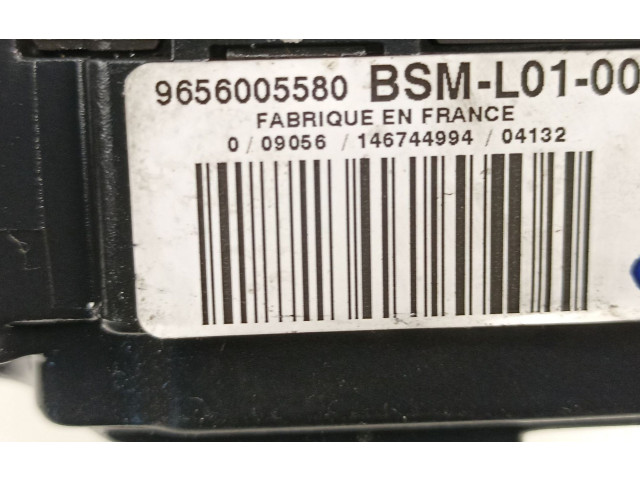 9656005580 BSM-L01-00
FABRIQUE EN FRANCE
0 / 09056 / 146744994 / 04132